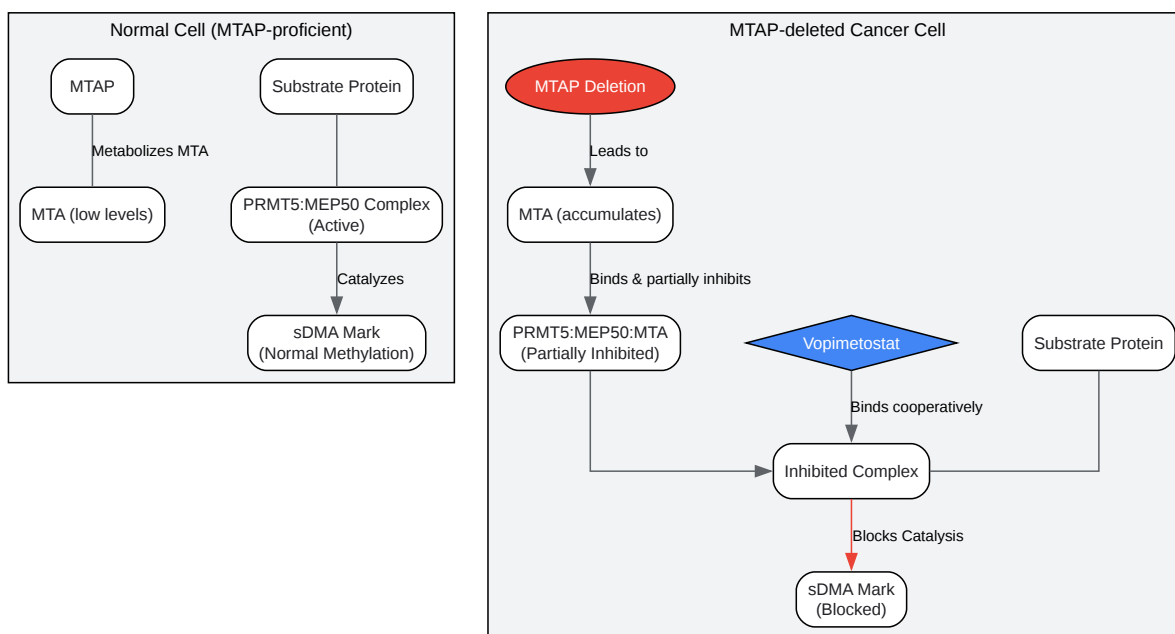 Normal Cell (MTAP-proficient)
MTAP
Substrate Protein
Metabolizes MTA
MTA (low levels)
PRMT5:MEP50 Complex
(Active)
Catalyzes
sDMA Mark
(Normal Methylation)
MTAP-deleted Cancer Cell
MTAP Deletion
Leads to
MTA (accumulates)
Binds & partially inhibits
PRMT5:MEP50:MTA
(Partially Inhibited)
Vopimetostat
Substrate Protein
Binds cooperatively
Inhibited Complex
Blocks Catalysis
sDMA Mark
(Blocked)